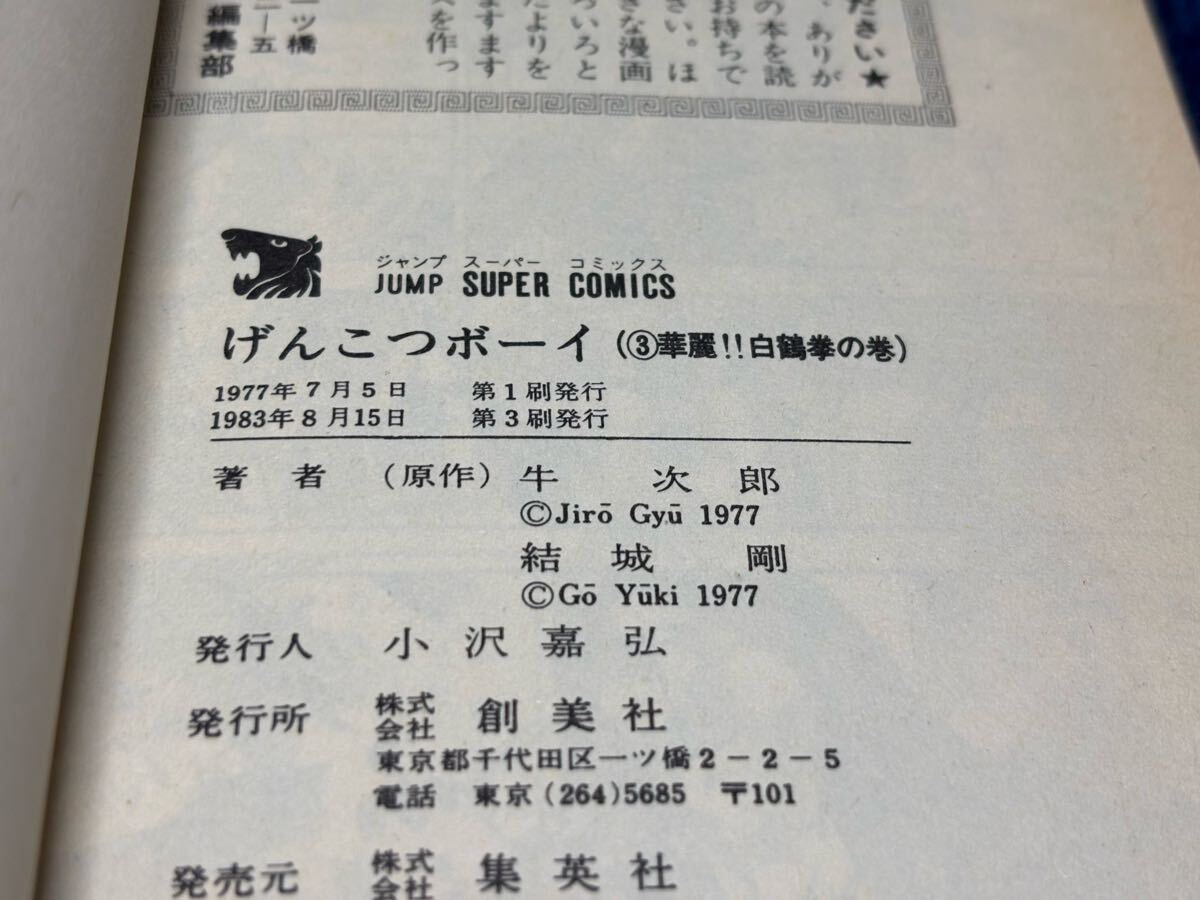 ださい★
、ありが
の本を読
お待ちで
さい。ほ
きな漫画
ろいろと
たよりを
ますます
を作っ
一ツ橋
二一五
編集部
ジャンプ スーパー コミックス
JUMP SUPER COMICS
げんこつボーイ(③華麗!!白鶴拳の巻)
1977年7月5日 第1刷発行
1983年8月15日 第3刷発行
著者 (原作) 牛 次郎
©Jirō Gyū 1977
結城 剛
©Gō Yūki 1977
発行人 小沢嘉弘
発行所 株式会社 創美社
東京都千代田区一ツ橋2-2-5
電話 東京(264)5685 〒101
発売元 株式会社 集英社